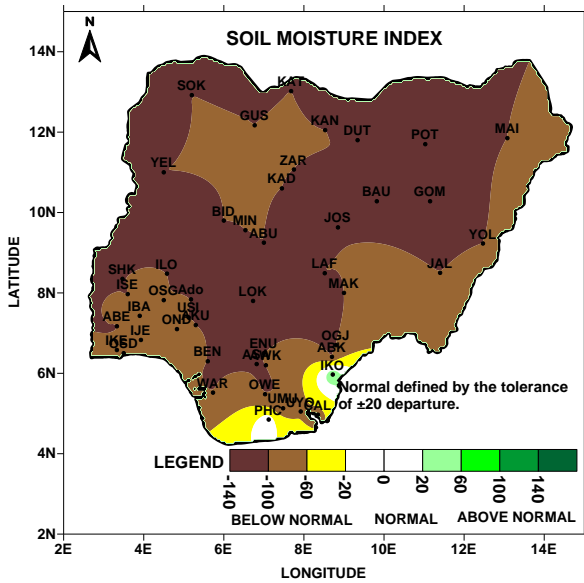 14N
12N
10N
8N
6N
4N
2N
LATITUDE
N
SOIL MOISTURE INDEX
KAT
SOK
GUS
KAN
DUT
POT
MAI
YEL
ZAR
KAD
BAU
GOM
BID
MIN
JOS
ABU
YOL
SHK
ILO
LAF
JAL
ISE
OSG
Ado
MAK
IBA
USI
LOK
ABE
OND
AKU
IJE
OGJ
IKE
ENU
ABK
BEN
AWK
IKO
WAR
OWE
UMU
PHC
Normal defined by the tolerance
of ±20 departure.
LEGEND
-140
-100
-60
-20
20
60
100
140
BELOW NORMAL
NORMAL
ABOVE NORMAL
2E
4E
6E
8E
10E
12E
14E
LONGITUDE